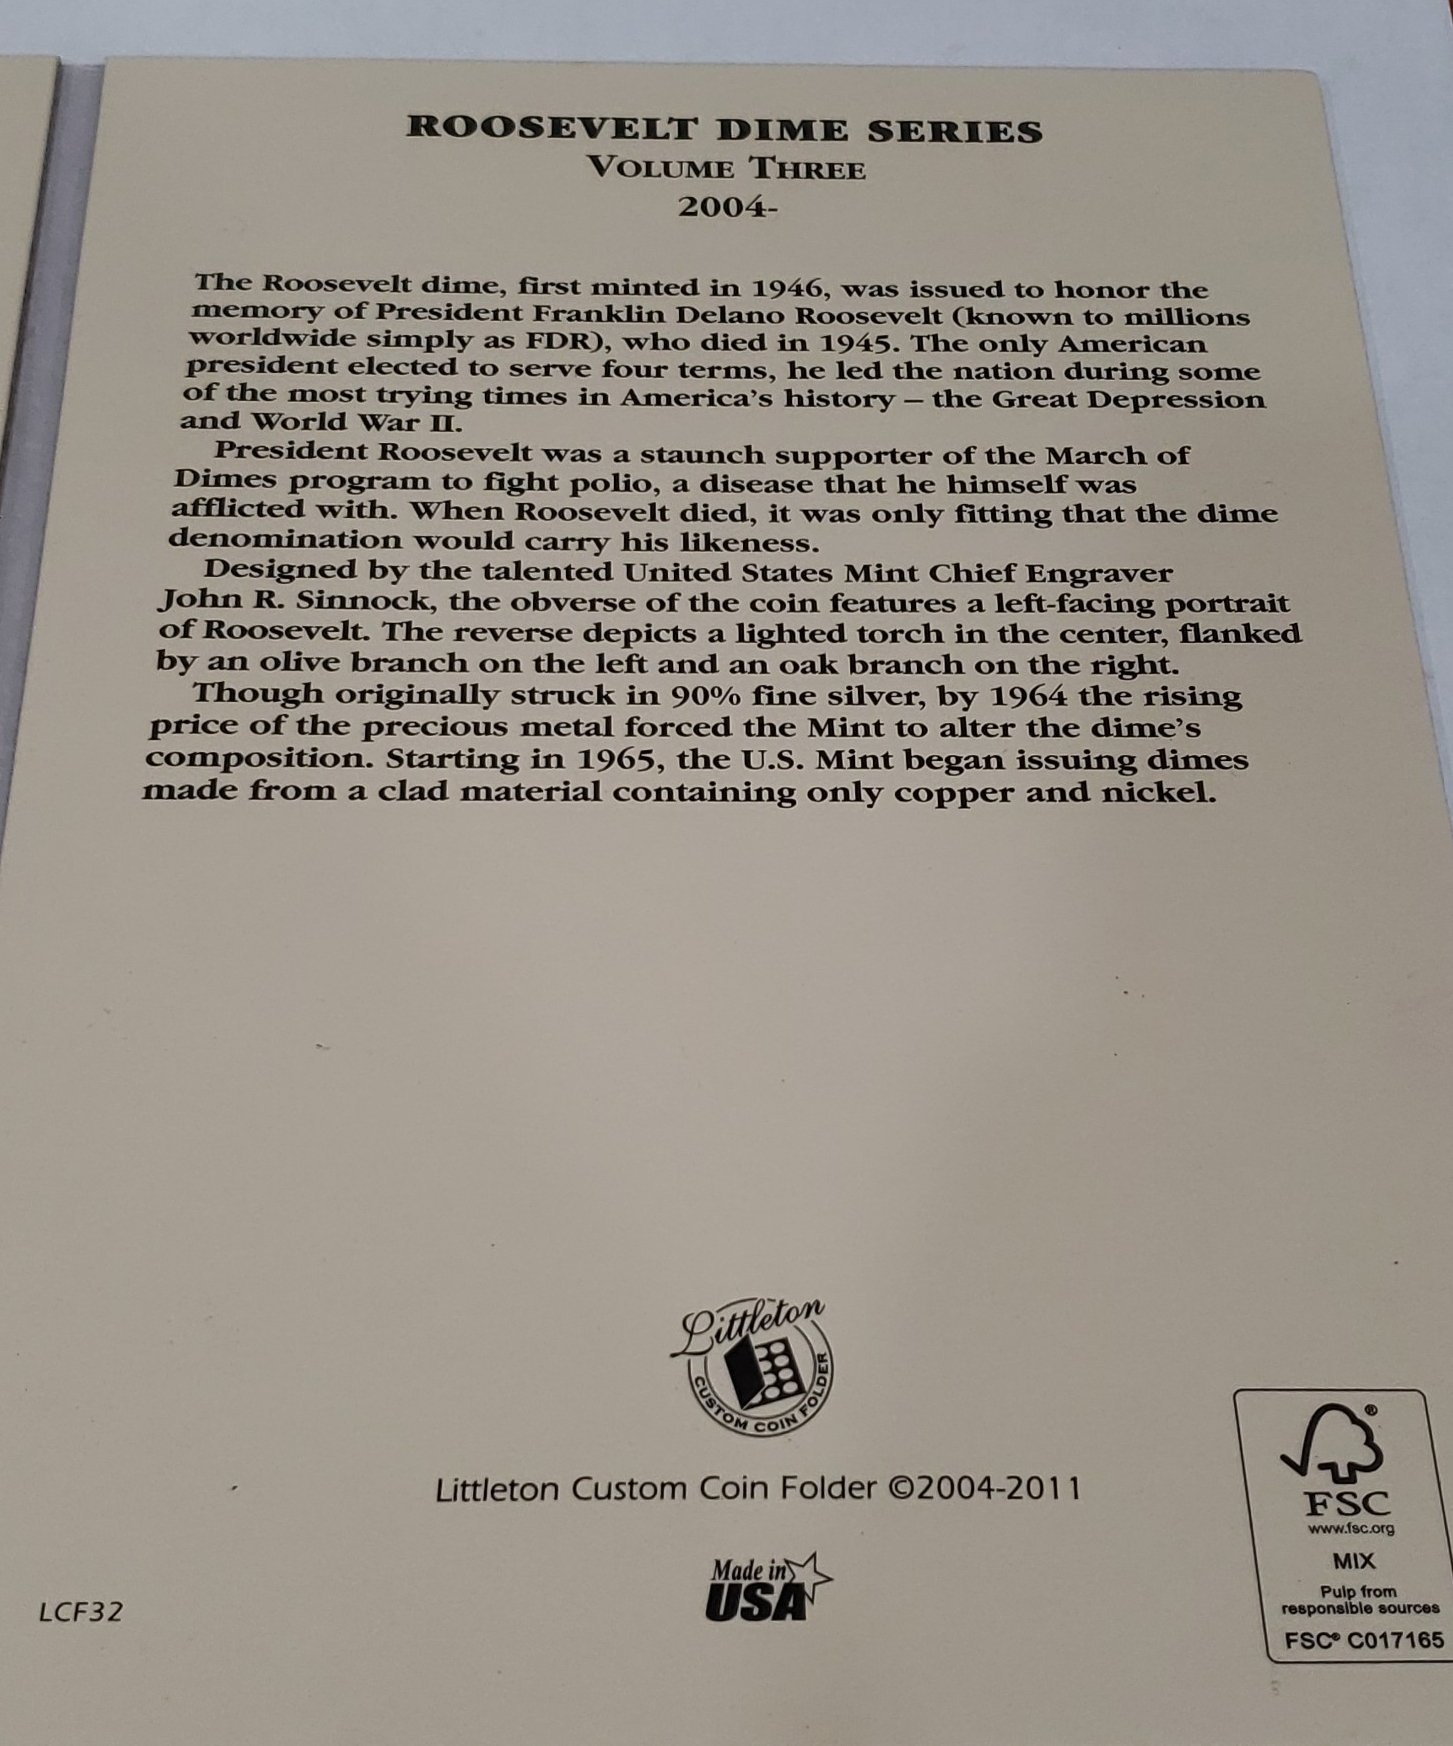 ROOSEVELT DIME SERIES
VOLUME THREE
2004-
The Roosevelt dime, first minted in 1946, was issued to honor the
memory of President Franklin Delano Roosevelt (known to millions
worldwide simply as FDR), who died in 1945. The only American
president elected to serve four terms, he led the nation during some
of the most trying times in America's history – the Great Depression
and World War II.
President Roosevelt was a staunch supporter of the March of
Dimes program to fight polio, a disease that he himself was
afflicted with. When Roosevelt died, it was only fitting that the dime
denomination would carry his likeness.
Designed by the talented United States Mint Chief Engraver
John R. Sinnock, the obverse of the coin features a left-facing portrait
of Roosevelt. The reverse depicts a lighted torch in the center, flanked
by an olive branch on the left and an oak branch on the right.
Though originally struck in 90% fine silver, by 1964 the rising
price of the precious metal forced the Mint to alter the dime's
composition. Starting in 1965, the U.S. Mint began issuing dimes
made from a clad material containing only copper and nickel.
Littleton
CUSTOM COIN FOLDER
Littleton Custom Coin Folder ©2004-2011
Made in
USA
LCF32
®
FSC
www.fsc.org
MIX
Pulp from
responsible sources
FSC® C017165